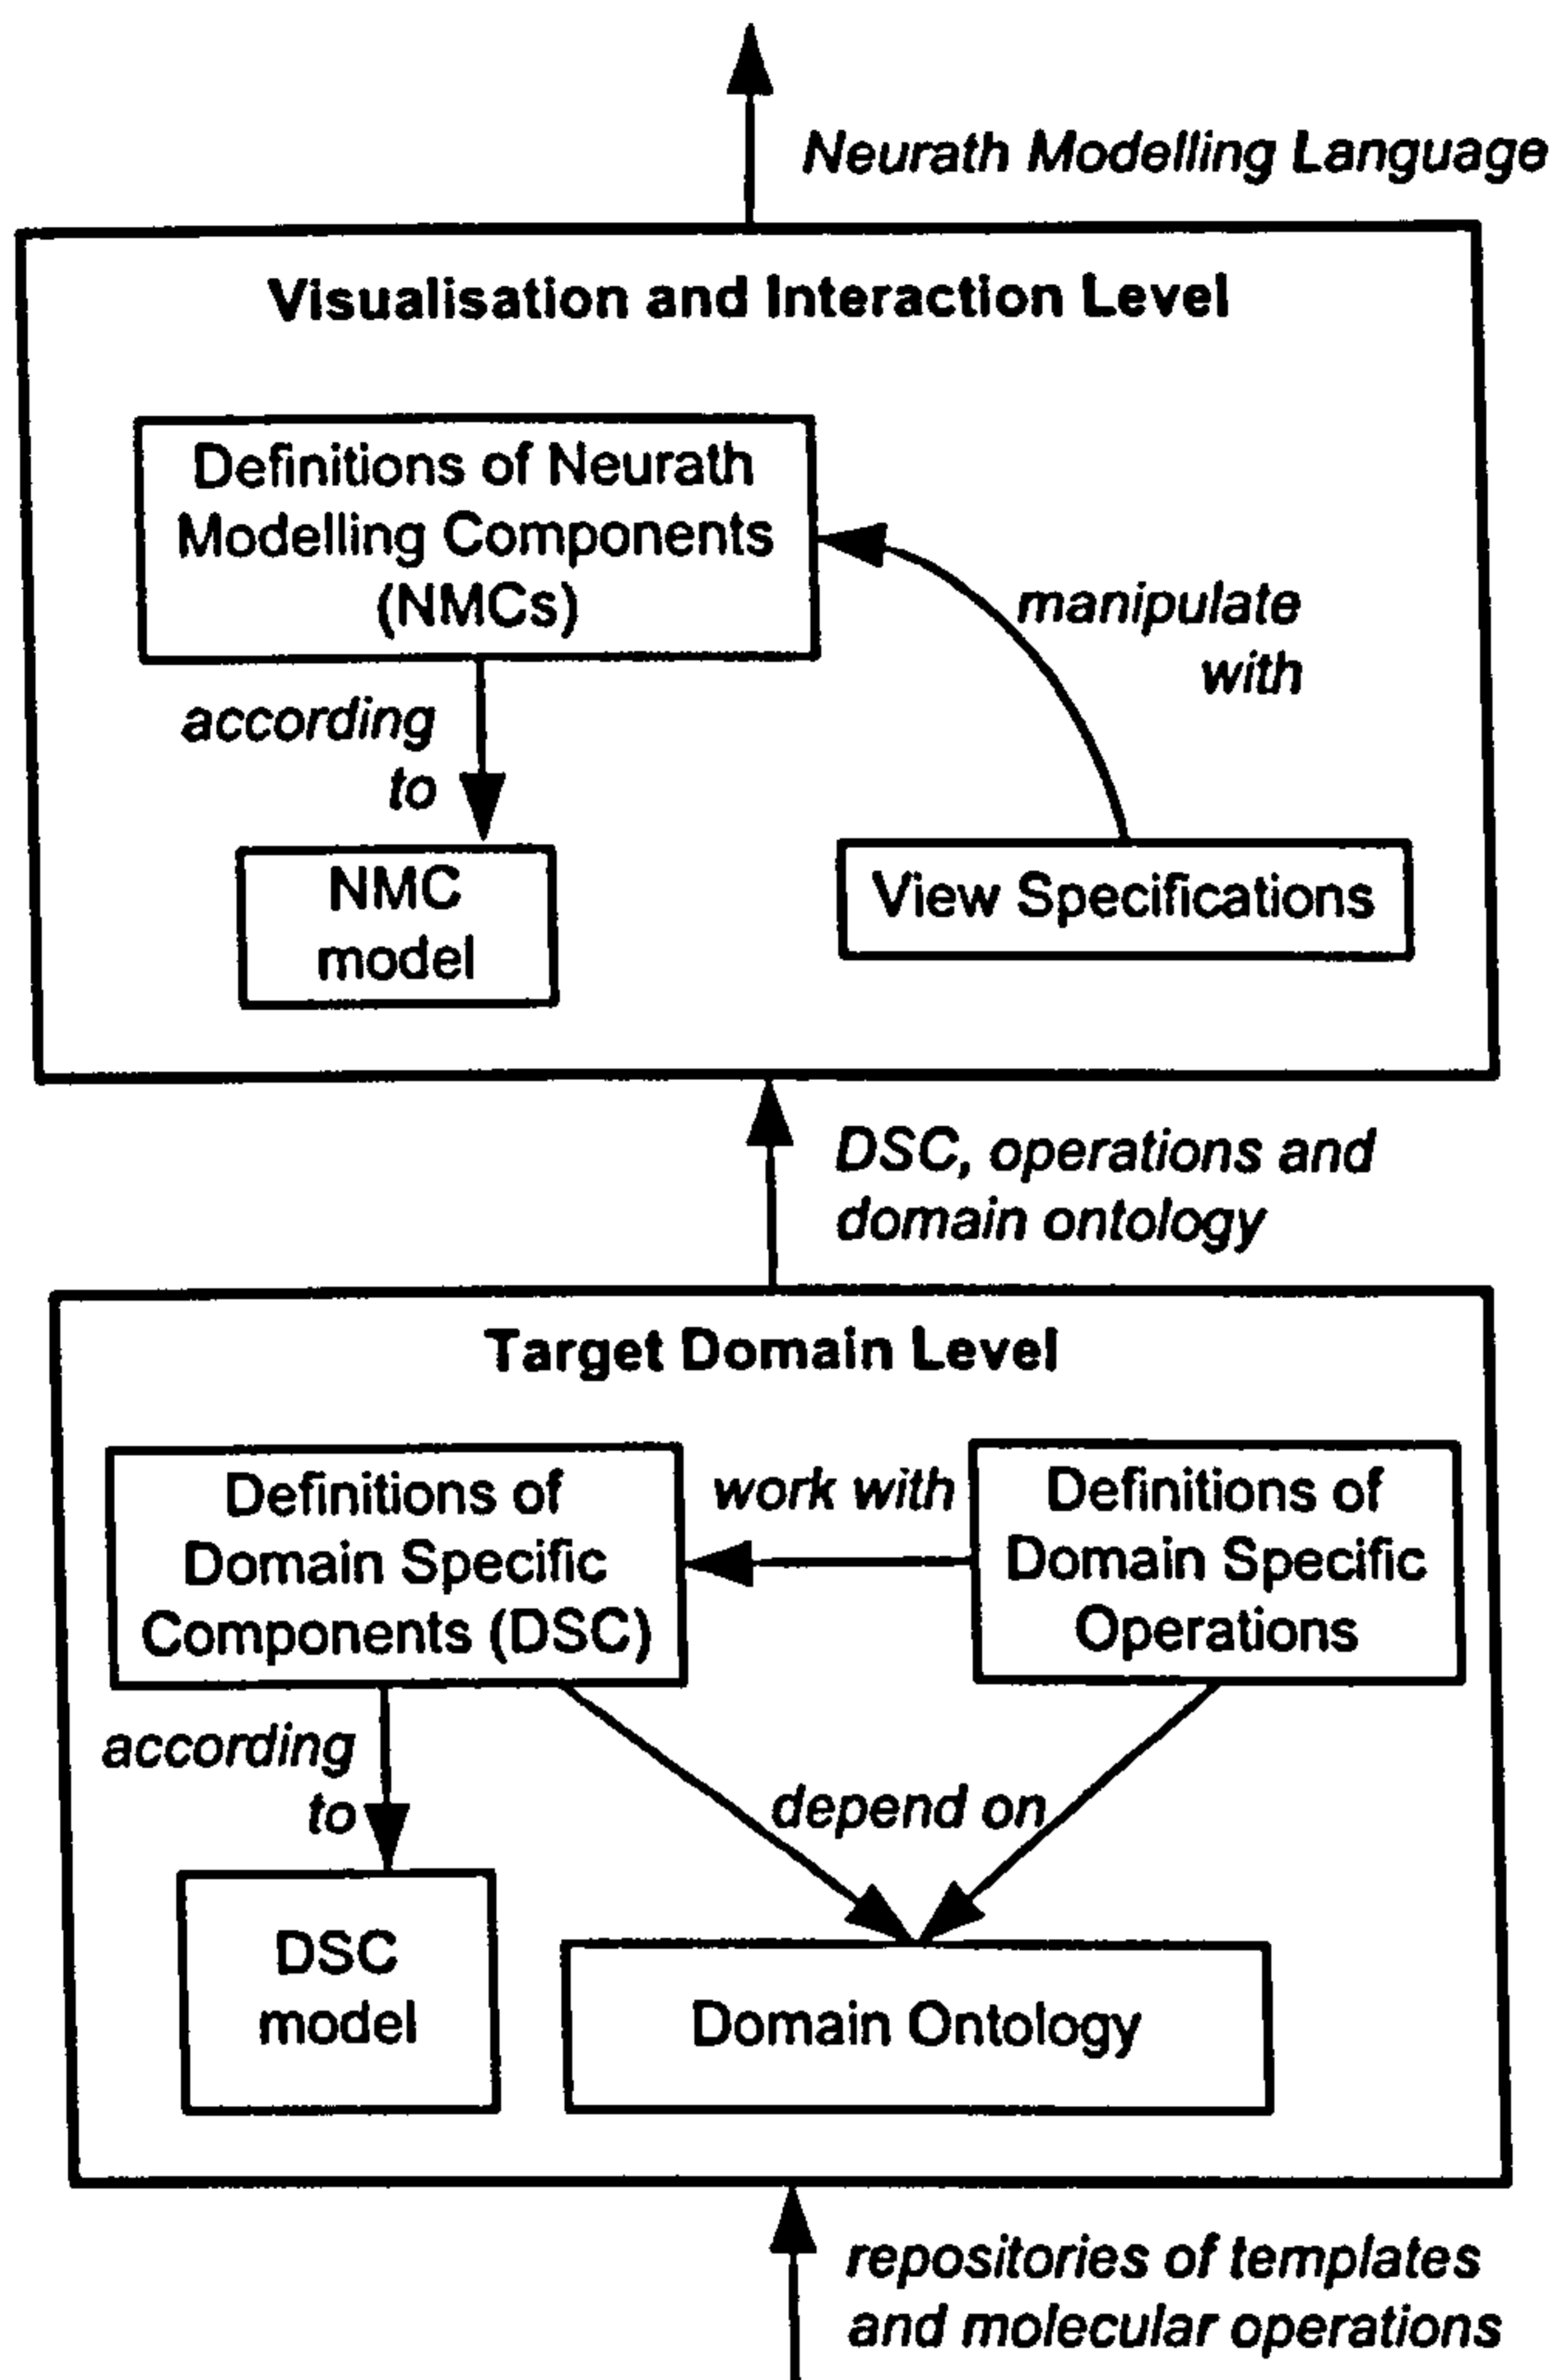 Neurath Modelling Language
Visualisation and Interaction Level
Definitions of Neurath
Modelling Components
(NMCs)
manipulate
with
according
to
NMC
model
View Specifications
DSC, operations and
domain ontology
Target Domain Level
Definitions of
Domain Specific
Components (DSC)
work with
Definitions of
Domain Specific
Operations
according
to
depend on
DSC
model
Domain Ontology
repositories of templates
and molecular operations